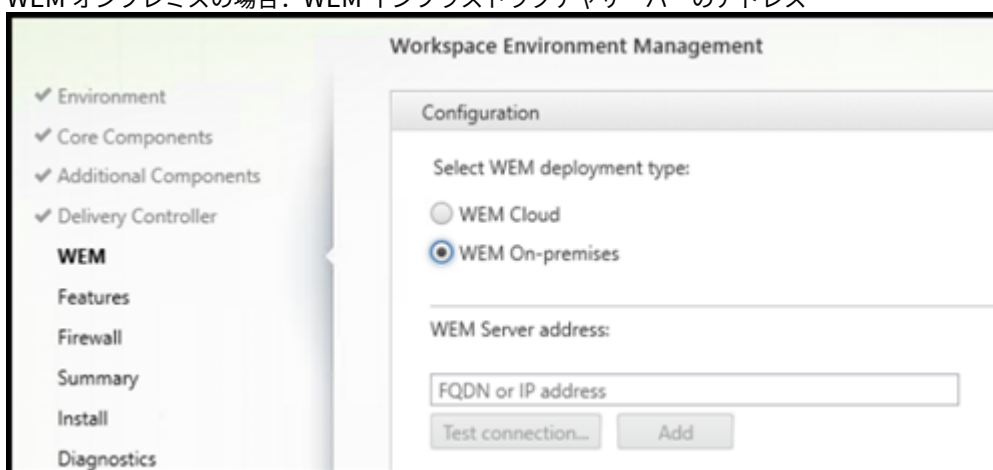 WEM オンプレミスの場合：WEM インフラストラクチャサーバーのアドレス
Workspace Environment Management
Environment
Core Components
Additional Components
Delivery Controller
WEM
Features
Firewall
Summary
Install
Diagnostics
Configuration
Select WEM deployment type:
WEM Cloud
WEM On-premises
WEM Server address:
FQDN or IP address
Test connection...
Add